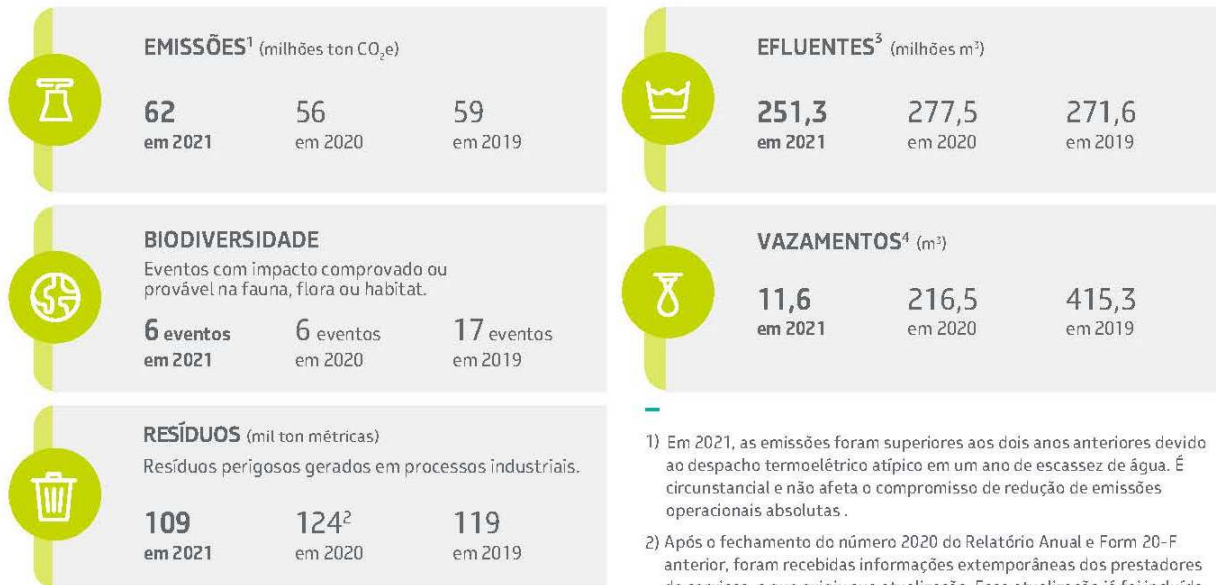 EMISSÕES¹ (milhões ton CO₂e)
62 56 59
em 2021 em 2020 em 2019
BIODIVERSIDADE
Eventos com impacto comprovado ou
provável na fauna, flora ou habitat.
6 eventos 6 eventos 17 eventos
em 2021 em 2020 em 2019
RESÍDUOS (mil ton métricas)
Resíduos perigosos gerados em processos industriais.
109 124² 119
em 2021 em 2020 em 2019
EFLUENTES³ (milhões m³)
251,3 277,5 271,6
em 2021 em 2020 em 2019
VAZAMENTOS⁴ (m³)
11,6 216,5 415,3
em 2021 em 2020 em 2019
1) Em 2021, as emissões foram superiores aos dois anos anteriores devido
ao despacho termoelétrico atípico em um ano de escassez de água. É
circunstancial e não afeta o compromisso de redução de emissões
operacionais absolutas .
2) Após o fechamento do número 2020 do Relatório Anual e Form 20-F
anterior, foram recebidas informações extemporâneas dos prestadores